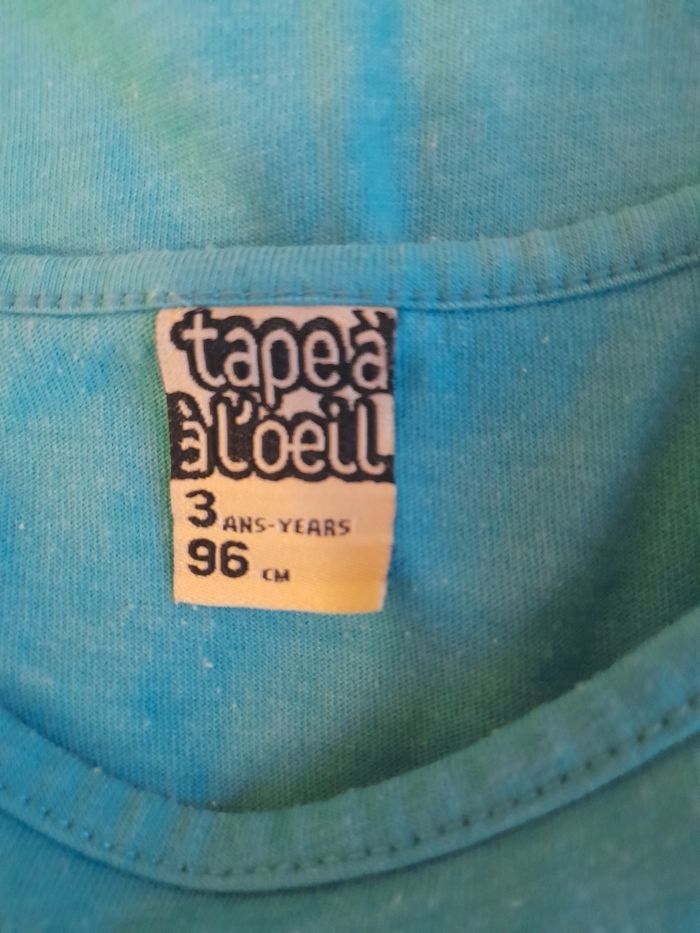 tape à
à l'oeil
3 ANS-YEARS
96 CM